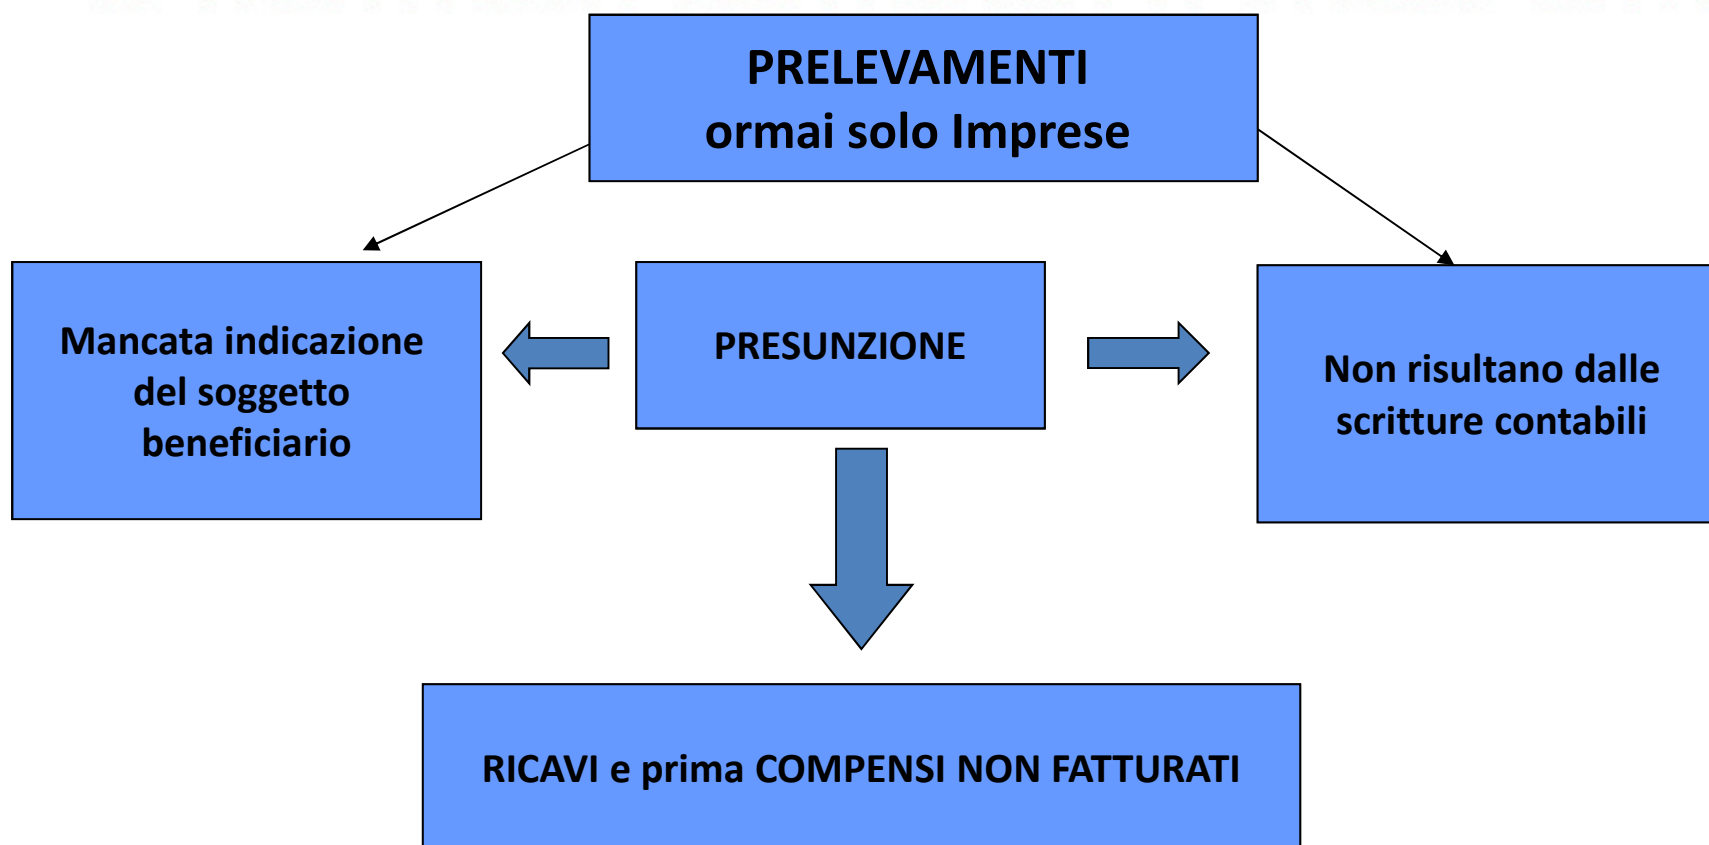 PRELEVAMENTI
ormai solo Imprese
Mancata indicazione
del soggetto
beneficiario
PRESUNZIONE
Non risultano dalle
scritture contabili
RICAVI e prima COMPENSI NON FATTURATI